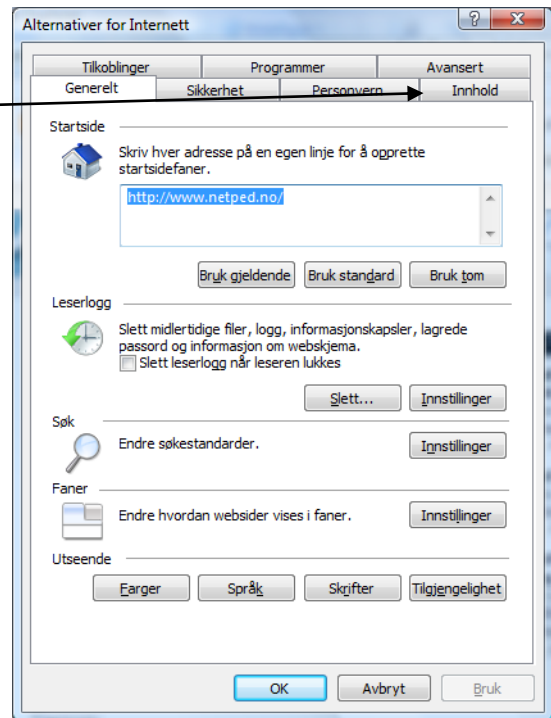 Alternativer for Internett
Tilkoblinger Programmer Avansert
Generelt Sikkerhet Personvern Innhold
Startside
Skriv hver adresse på en egen linje for å opprette
startsidefaner.
http://www.netped.no/
Bruk gjeldende Bruk standard Bruk tom
Leserlogg
Slett midlertidige filer, logg, informasjonskapsler, lagrede
passord og informasjon om webskjema.
Slett leserlogg når leseren lukkes
Slett... Innstillinger
Søk
Endre søkestandarder.
Innstillinger
Faner
Endre hvordan websider vises i faner.
Innstillinger
Utseende
Farger Språk Skrifter Tilgjengelighet
OK Avbryt Bruk